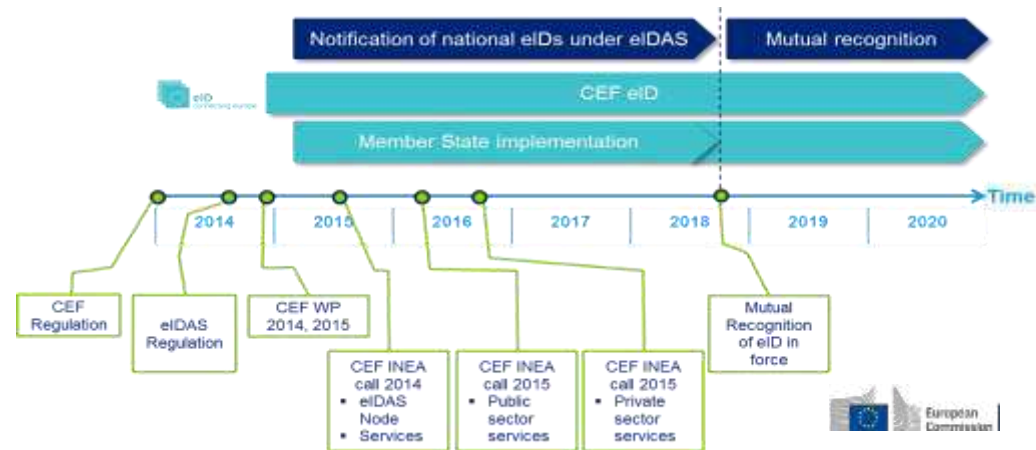 Notification of national eIDs under eIDAS
Mutual recognition
eID
connecting europe
CEF eID
Member State implementation
Time
2014
2015
2016
2017
2018
2019
2020
CEF
Regulation
eIDAS
Regulation
CEF WP
2014, 2015
CEF INEA
call 2014
▪ eIDAS
Node
▪ Services
CEF INEA
call 2015
▪ Public
sector
services
CEF INEA
call 2015
▪ Private
sector
services
Mutual
Recognition
of eID in
force
European
Commission